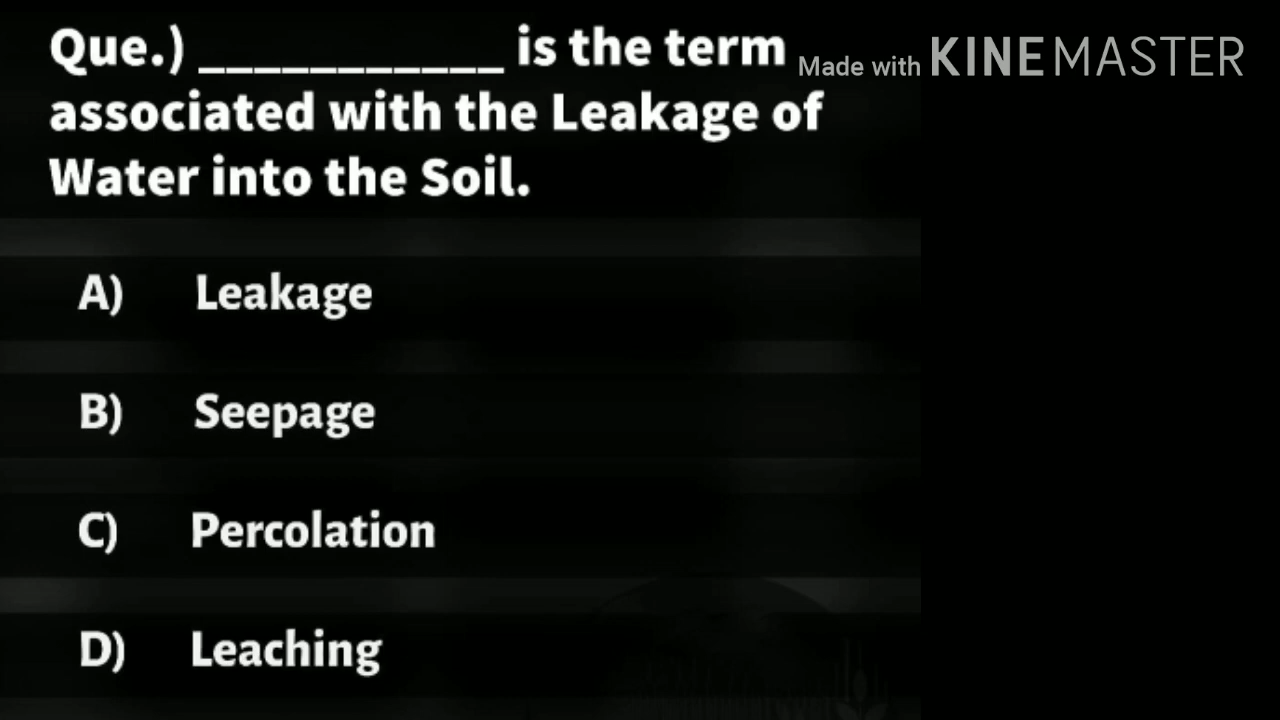 Que.) ___________ is the term
Made with KINEMASTER
associated with the Leakage of
Water into the Soil.
A) Leakage
B) Seepage
C) Percolation
D) Leaching